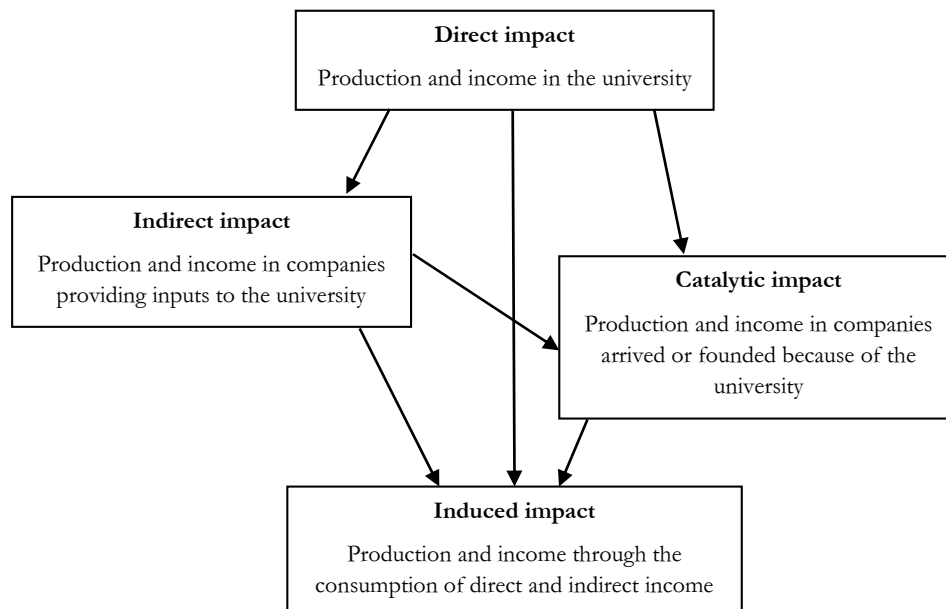 Direct impact
Production and income in the university
Indirect impact
Production and income in companies
providing inputs to the university
Catalytic impact
Production and income in companies
arrived or founded because of the
university
Induced impact
Production and income through the
consumption of direct and indirect income